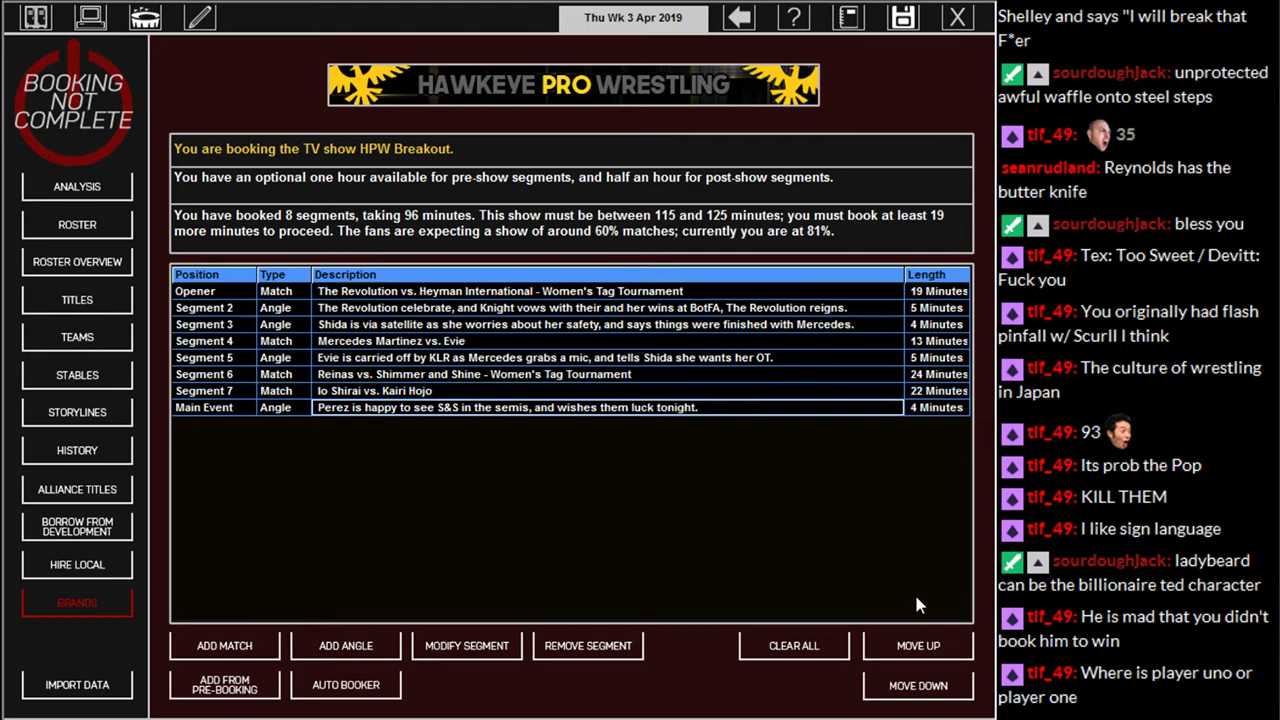 Thu Wk 3 Apr 2019
?
X
BOOKING
NOT
COMPLETE
ANALYSIS
ROSTER
ROSTER OVERVIEW
TITLES
TEAMS
STABLES
STORYLINES
HISTORY
ALLIANCE TITLES
BORROW FROM
DEVELOPMENT
HIRE LOCAL
BRANDS
IMPORT DATA
HAWKEYE PRO WRESTLING
You are booking the TV show HPW Breakout.
You have an optional one hour available for pre-show segments, and half an hour for post-show segments.
You have booked 8 segments, taking 96 minutes. This show must be between 115 and 125 minutes; you must book at least 19
more minutes to proceed. The fans are expecting a show of around 60% matches; currently you are at 81%.
Position Type Description Length
Opener Match The Revolution vs. Heyman International - Women's Tag Tournament 19 Minutes
Segment 2 Angle The Revolution celebrate, and Knight vows with their and her wins at BotfA, The Revolution reigns. 5 Minutes
Segment 3 Angle Shida is via satellite as she worries about her safety, and says things were finished with Mercedes. 4 Minutes
Segment 4 Match Mercedes Martinez vs. Evie 13 Minutes
Segment 5 Angle Evie is carried off by KLR as Mercedes grabs a mic, and tells Shida she wants her OT. 5 Minutes
Segment 6 Match Reinas vs. Shimmer and Shine - Women's Tag Tournament 24 Minutes
Segment 7 Match Io Shirai vs. Kairi Hojo 22 Minutes
Main Event Angle Perez is happy to see S&S in the semis, and wishes them luck tonight. 4 Minutes
ADD MATCH
ADD ANGLE
MODIFY SEGMENT
REMOVE SEGMENT
CLEAR ALL
MOVE UP
ADD FROM
PRE-BOOKING
AUTO BOOKER
MOVE DOWN
Shelley and says "I will break that
F*er
sourdoughjack: unprotected
awful waffle onto steel steps
tlf_49: 35
seanrudland: Reynolds has the
butter knife
sourdoughjack: bless you
tlf_49: Tex: Too Sweet / Devitt:
Fuck you
tlf_49: You originally had flash
pinfall w/ Scurll I think
tlf_49: The culture of wrestling
in Japan
tlf_49: 93
tlf_49: Its prob the Pop
tlf_49: KILL THEM
tlf_49: I like sign language
sourdoughjack: ladybeard
can be the billionaire ted character
tlf_49: He is mad that you didn't
book him to win
tlf_49: Where is player uno or
player one